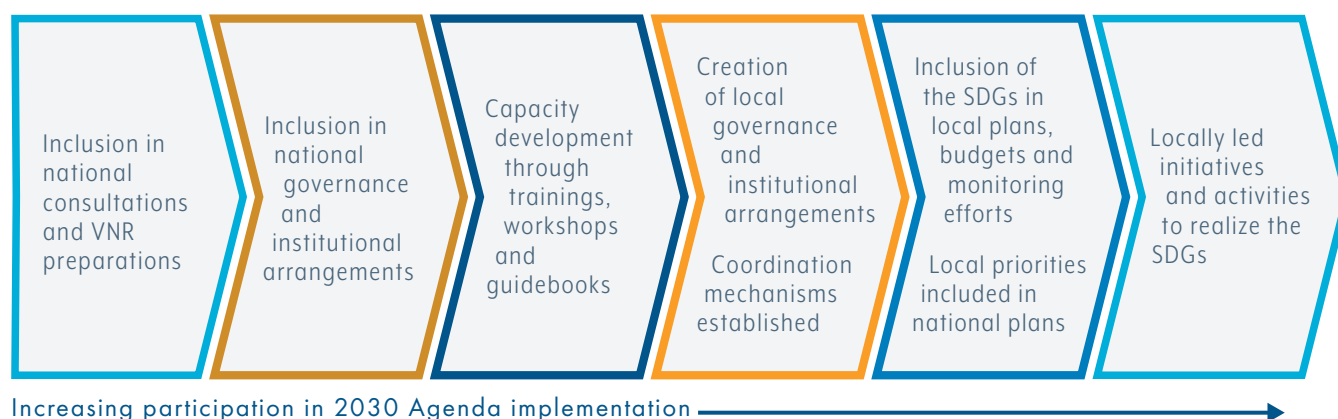 Inclusion in
national
consultations
and VNR
preparations
Inclusion in
national
governance
and
institutional
arrangements
Capacity
development
through
trainings,
workshops
and
guidebooks
Creation
of local
governance
and
institutional
arrangements
Coordination
mechanisms
established
Inclusion of
the SDGs in
local plans,
budgets and
monitoring
efforts
Local priorities
included in
national plans
Locally led
initiatives
and activities
to realize the
SDGs
Increasing participation in 2030 Agenda implementation